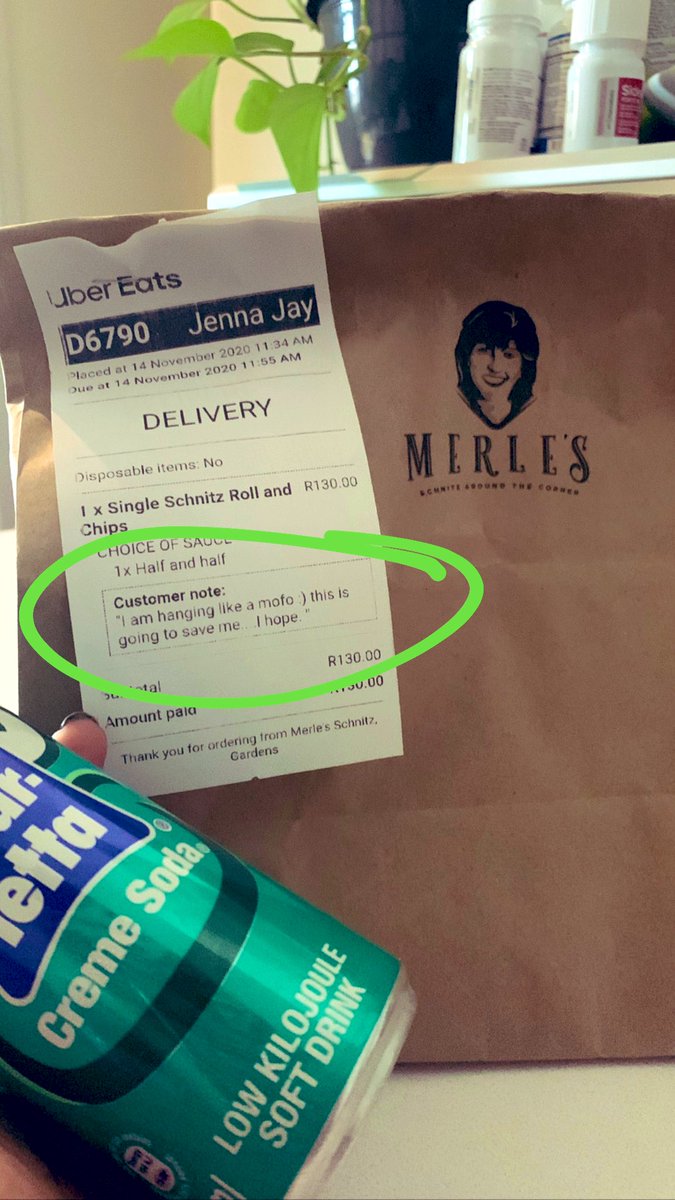 Uber Eats
D6790 Jenna Jay
Placed at 14 November 2020 11:34 AM
Due at 14 November 2020 11:55 AM
DELIVERY
Disposable items: No
1 x Single Schnitz Roll and R130.00
Chips
CHOICE OF SAUCE
1x Half and half
Customer note:
"I am hanging like a mofo :) this is
going to save me.. .I hope. "
R130.00
Amount paid
Thank you for ordering from Merle's Schnitz,
Gardens
MERLE'S
SCHNITZ AROUND THE CORNER
Creme Soda
LOW KILOJOULE
SOFT DRINK